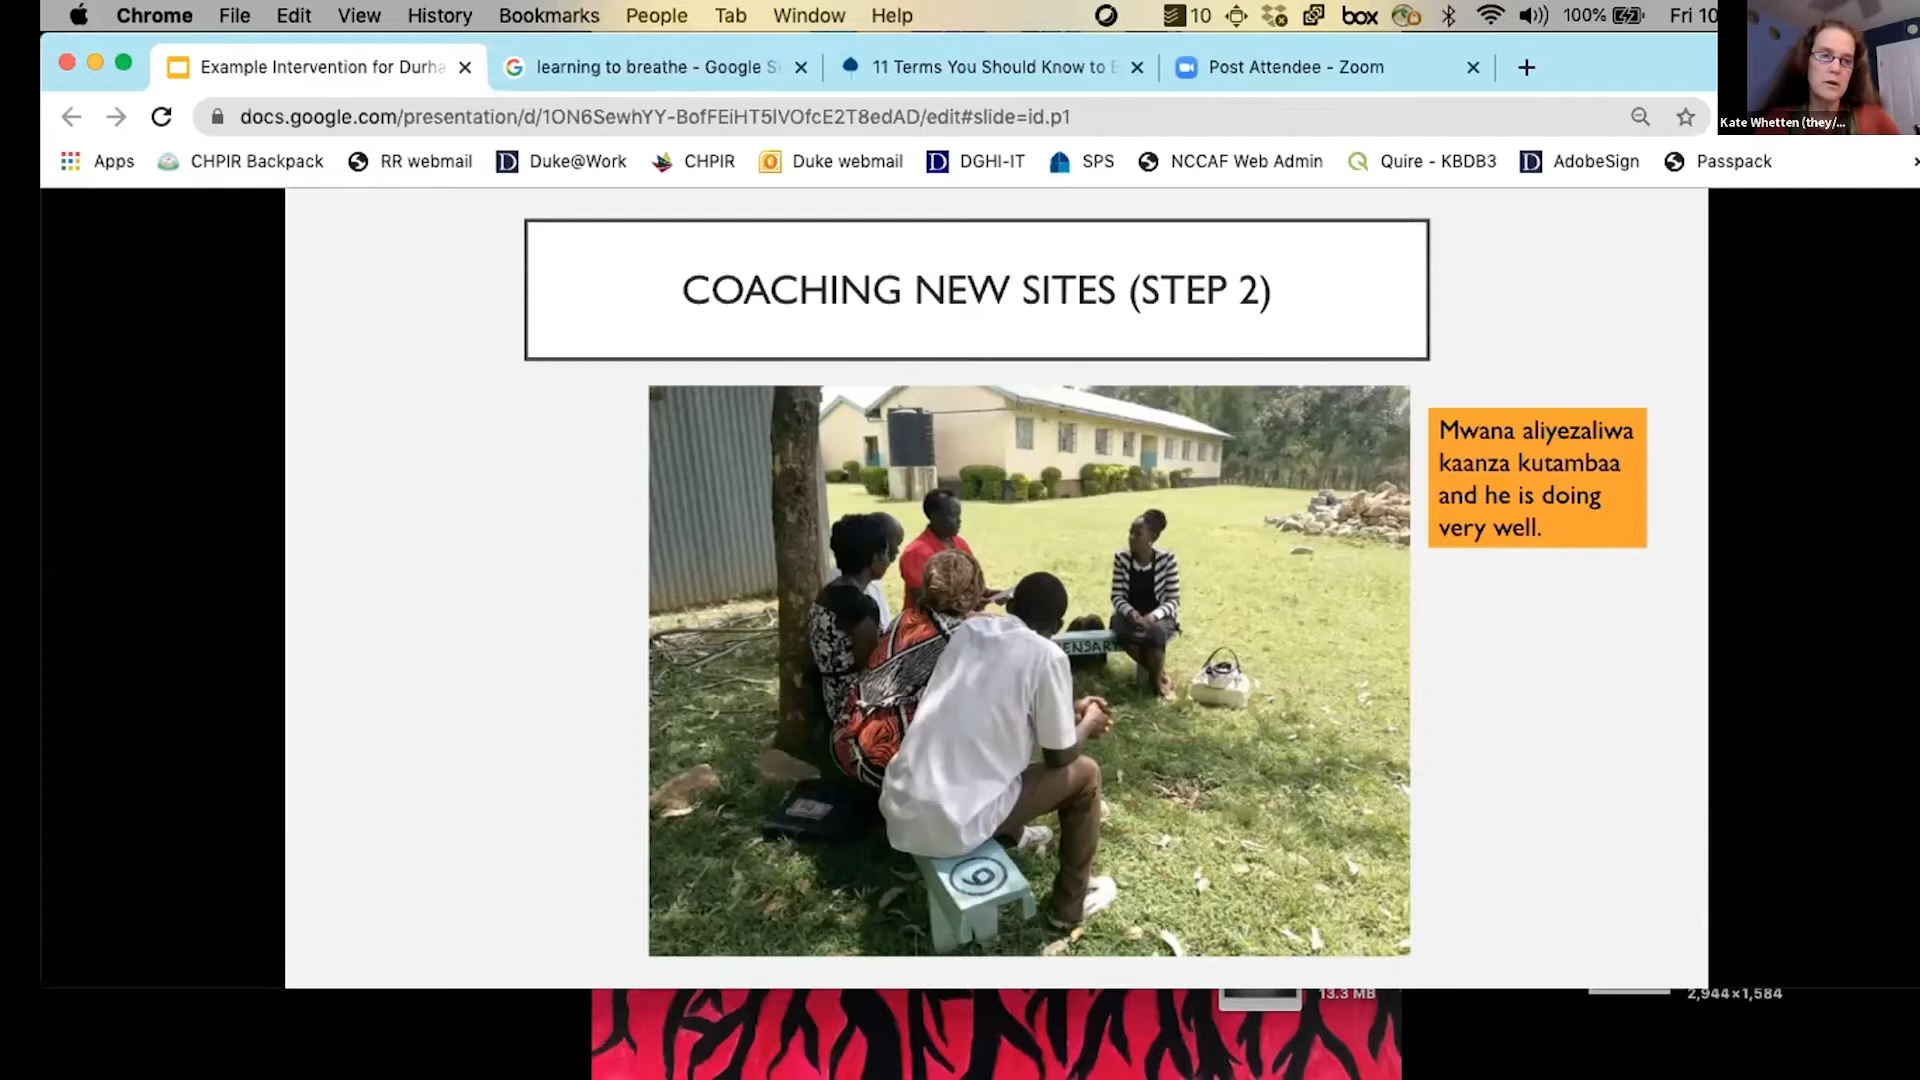 Chrome File Edit View History Bookmarks People Tab Window Help 10 box 100% Fri 10
Example Intervention for Durha learning to breathe - Google S 11 Terms You Should Know to Post Attendee - Zoom
docs.google.com/presentation/d/1ON6SewhYY-BofFEiHT5lVOfcE2T8edAD/edit#slide=id.p1
Kate Whetten (they/...
Apps CHPIR Backpack RR webmail Duke@Work CHPIR Duke webmail DGHI-IT SPS NCCAF Web Admin Quire - KBDB3 AdobeSign Passpack
COACHING NEW SITES (STEP 2)
Mwana aliyezaliwa
kaanza kutambaa
and he is doing
very well.
ENSARY
6
13.3 MB
2,944×1,584